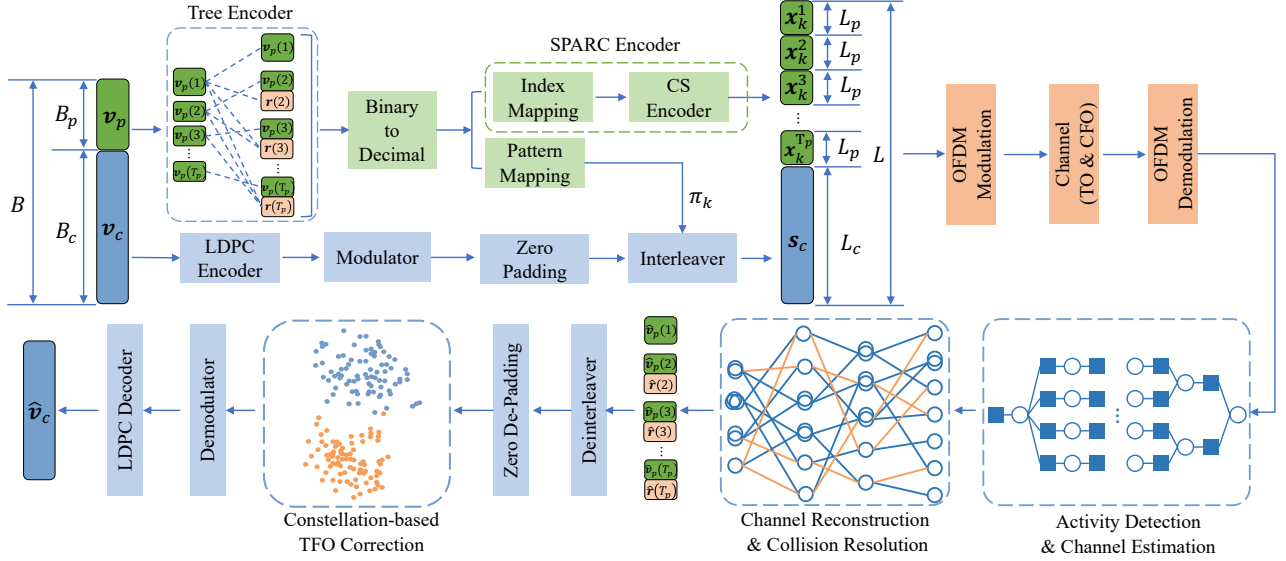 Tree Encoder
v_p(1)
v_p(2)
v_p(3)
...
v_p(T_p)
v_p(1)
v_p(2)
r(2)
v_p(3)
r(3)
...
v_p(T_p)
r(T_p)
B
B_p
B_c
v_p
v_c
Binary
to
Decimal
SPARC Encoder
Index
Mapping
CS
Encoder
Pattern
Mapping
π_k
LDPC
Encoder
Modulator
Zero
Padding
Interleaver
x_k^1
x_k^2
x_k^3
x_k^{T_p}
s_c
L_p
L_p
L_p
L_p
L_c
L
OFDM
Modulation
Channel
(TO & CFO)
OFDM
Demodulation
Activity Detection
& Channel Estimation
Channel Reconstruction
& Collision Resolution
v̂_p(1)
v̂_p(2)
r̂(2)
v̂_p(3)
r̂(3)
...
v̂_p(T_p)
r̂(T_p)
Deinterleaver
Zero De-Padding
Constellation-based
TFO Correction
Demodulator
LDPC Decoder
v̂_c